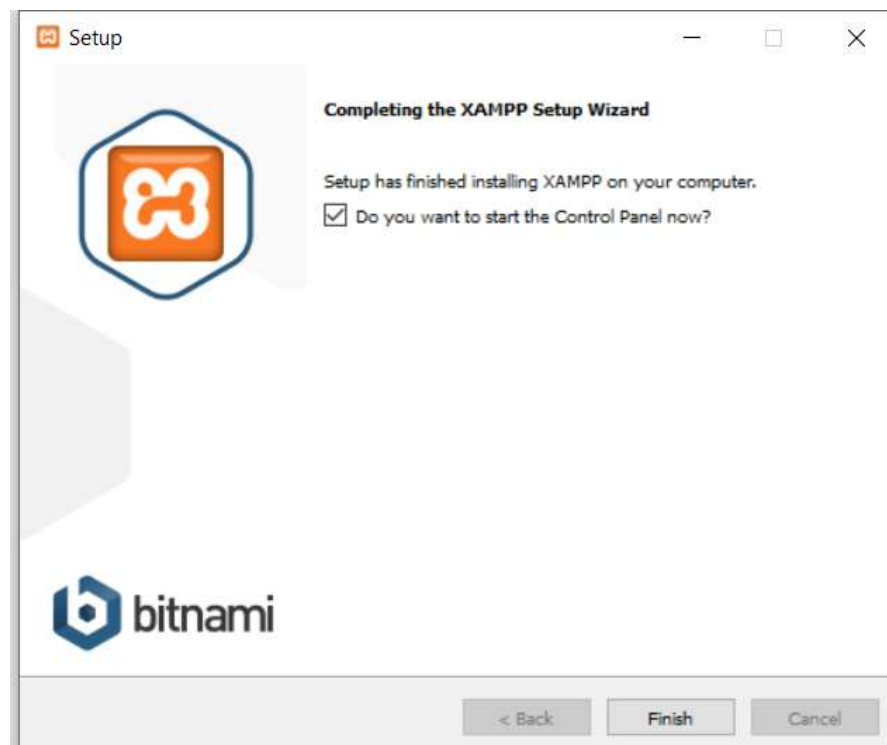 Setup
Completing the XAMPP Setup Wizard
Setup has finished installing XAMPP on your computer.
Do you want to start the Control Panel now?
bitnami
< Back Finish Cancel